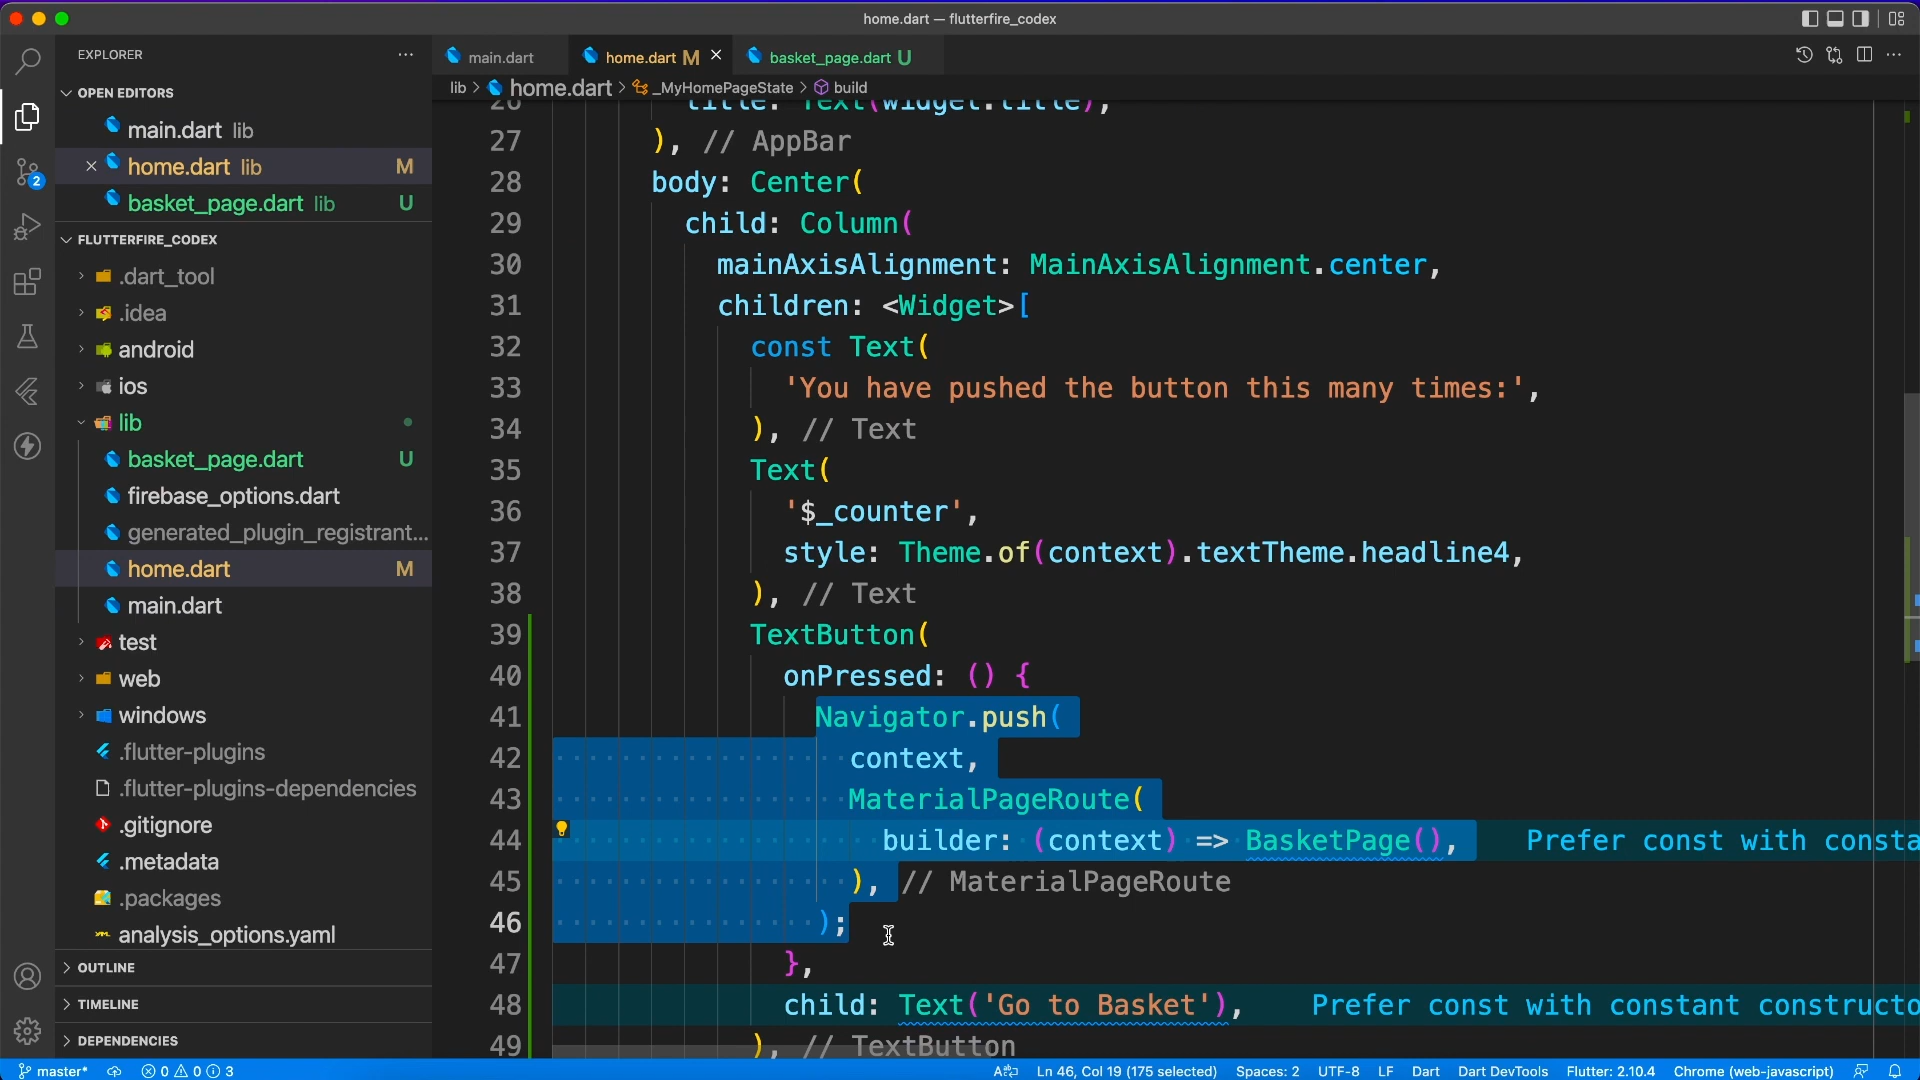 home.dart — flutterfire_codex
EXPLORER
OPEN EDITORS
main.dart lib
home.dart lib M
basket_page.dart lib U
FLUTTERFIRE_CODEX
.dart_tool
.idea
android
ios
lib
basket_page.dart U
firebase_options.dart
generated_plugin_registrant...
home.dart M
main.dart
test
web
windows
.flutter-plugins
.flutter-plugins-dependencies
.gitignore
.metadata
.packages
analysis_options.yaml
OUTLINE
TIMELINE
DEPENDENCIES
2
main.dart
home.dart M
basket_page.dart U
lib > home.dart > _MyHomePageState > build
26 title: Text(widget.title),
27 ), // AppBar
28 body: Center(
29 child: Column(
30 mainAxisAlignment: MainAxisAlignment.center,
31 children: <Widget>[
32 const Text(
33 'You have pushed the button this many times:',
34 ), // Text
35 Text(
36 '$_counter',
37 style: Theme.of(context).textTheme.headline4,
38 ), // Text
39 TextButton(
40 onPressed: () {
41 Navigator.push(
42 context,
43 MaterialPageRoute(
44 builder: (context) => BasketPage(), Prefer const with consta
45 ), // MaterialPageRoute
46 );
47 },
48 child: Text('Go to Basket'), Prefer const with constant constructo
49 ), // TextButton
master* 0 0 3 Ln 46, Col 19 (175 selected) Spaces: 2 UTF-8 LF Dart Dart DevTools Flutter: 2.10.4 Chrome (web-javascript)